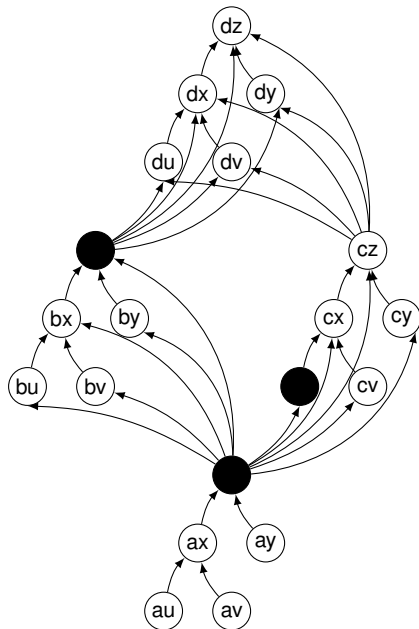 dz
dx dy
du dv
cz
bx by cx cy
bu bv cv
ax ay
au av